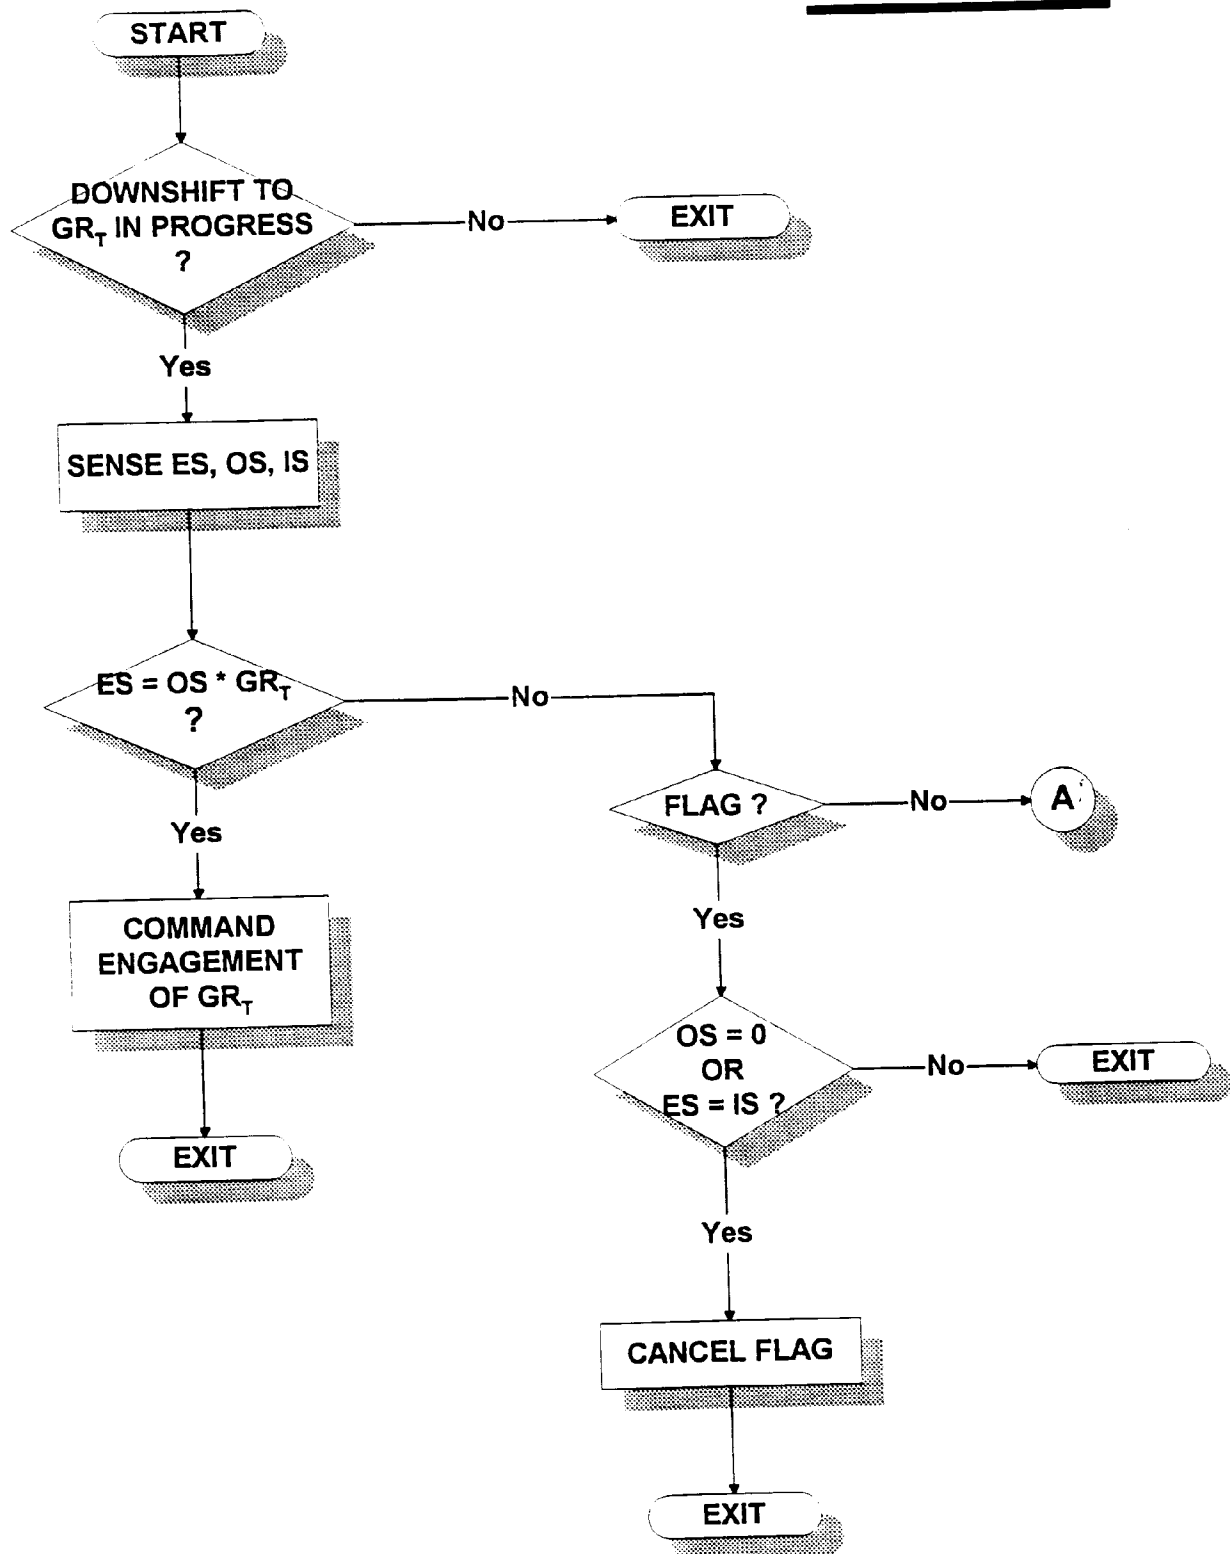 START
DOWNSHIFT TO
GR_T IN PROGRESS
?
No
EXIT
Yes
SENSE ES, OS, IS
ES = OS * GR_T
?
No
Yes
FLAG ?
No
A
COMMAND
ENGAGEMENT
OF GR_T
Yes
EXIT
OS = 0
OR
ES = IS ?
No
EXIT
Yes
CANCEL FLAG
EXIT